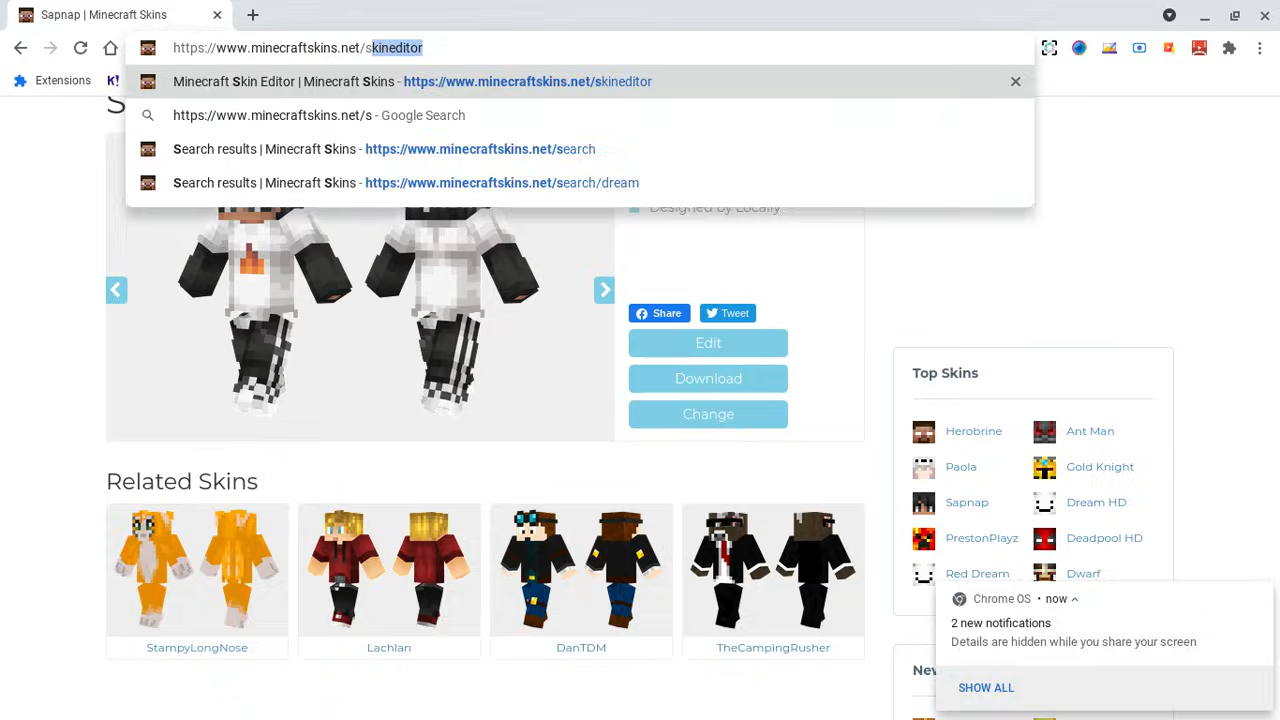 Sapnap | Minecraft Skins
https://www.minecraftskins.net/skineditor
Extensions
K!
Minecraft Skin Editor | Minecraft Skins - https://www.minecraftskins.net/skineditor
https://www.minecraftskins.net/s - Google Search
Search results | Minecraft Skins - https://www.minecraftskins.net/search
Search results | Minecraft Skins - https://www.minecraftskins.net/search/dream
Designed by Locally
Share
Tweet
Edit
Download
Change
Related Skins
StampyLongNose
Lachlan
DanTDM
TheCampingRusher
Top Skins
Herobrine
Ant Man
Paola
Gold Knight
Sapnap
Dream HD
PrestonPlayz
Deadpool HD
Red Dream
Dwarf
Chrome OS • now
2 new notifications
Details are hidden while you share your screen
SHOW ALL